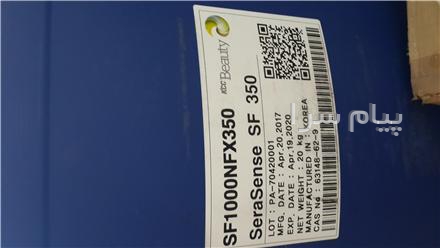 KCC Beauty
SF1000NFX350
SeraSense SF 350
LOT : PA-70420001
MFG. DATE : Apr.20,2017
EXP. DATE : Apr.19,2020
NET WEIGHT : 20 kg
MANUFACTURED IN : KOREA
CAS No : 63148-62-9
پیام سرا